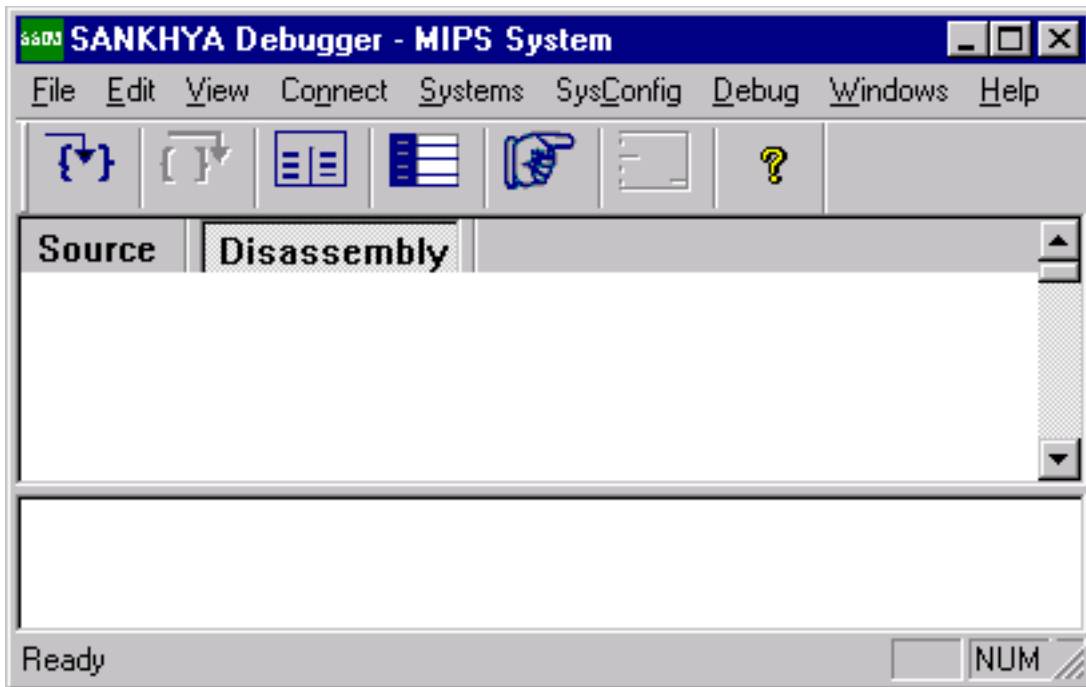 SANKHYA Debugger - MIPS System
File Edit View Connect Systems SysConfig Debug Windows Help
Source Disassembly
Ready NUM